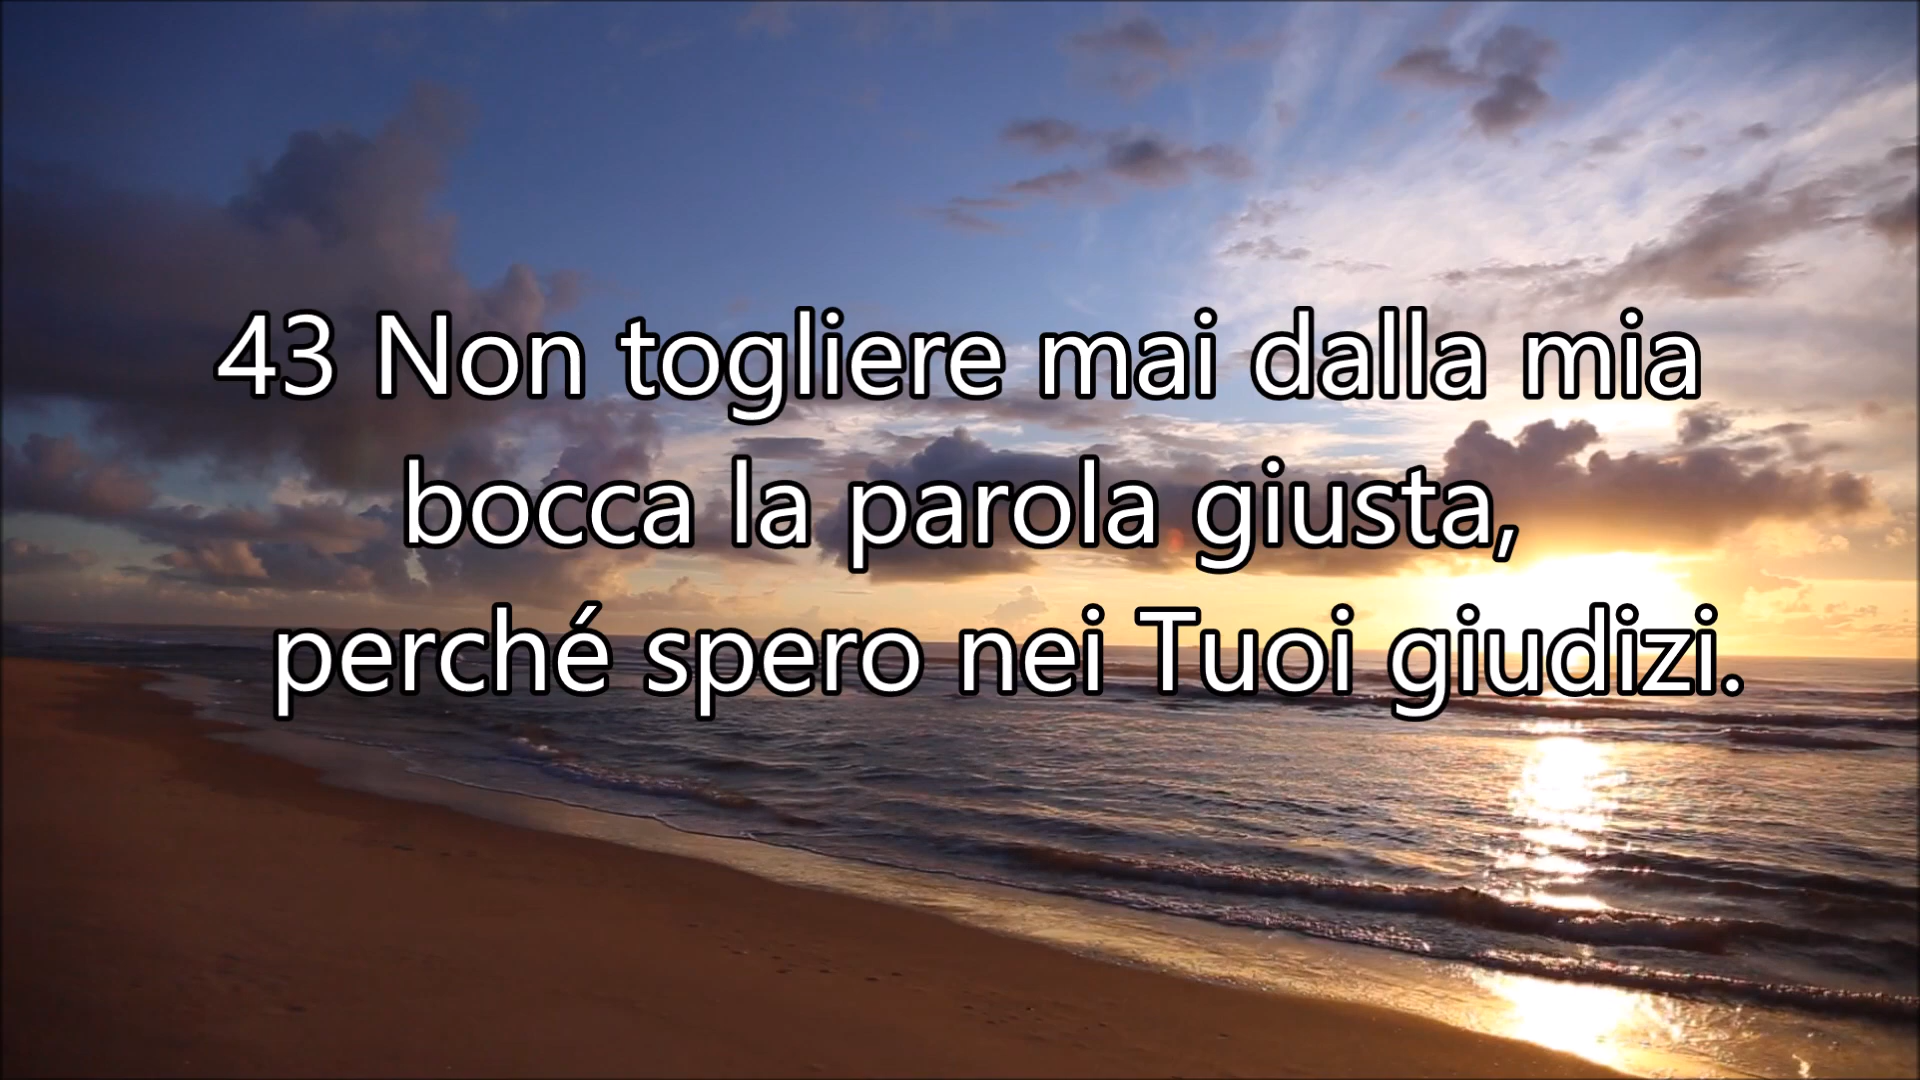 43 Non togliere mai dalla mia
bocca la parola giusta,
perché spero nei Tuoi giudizi.